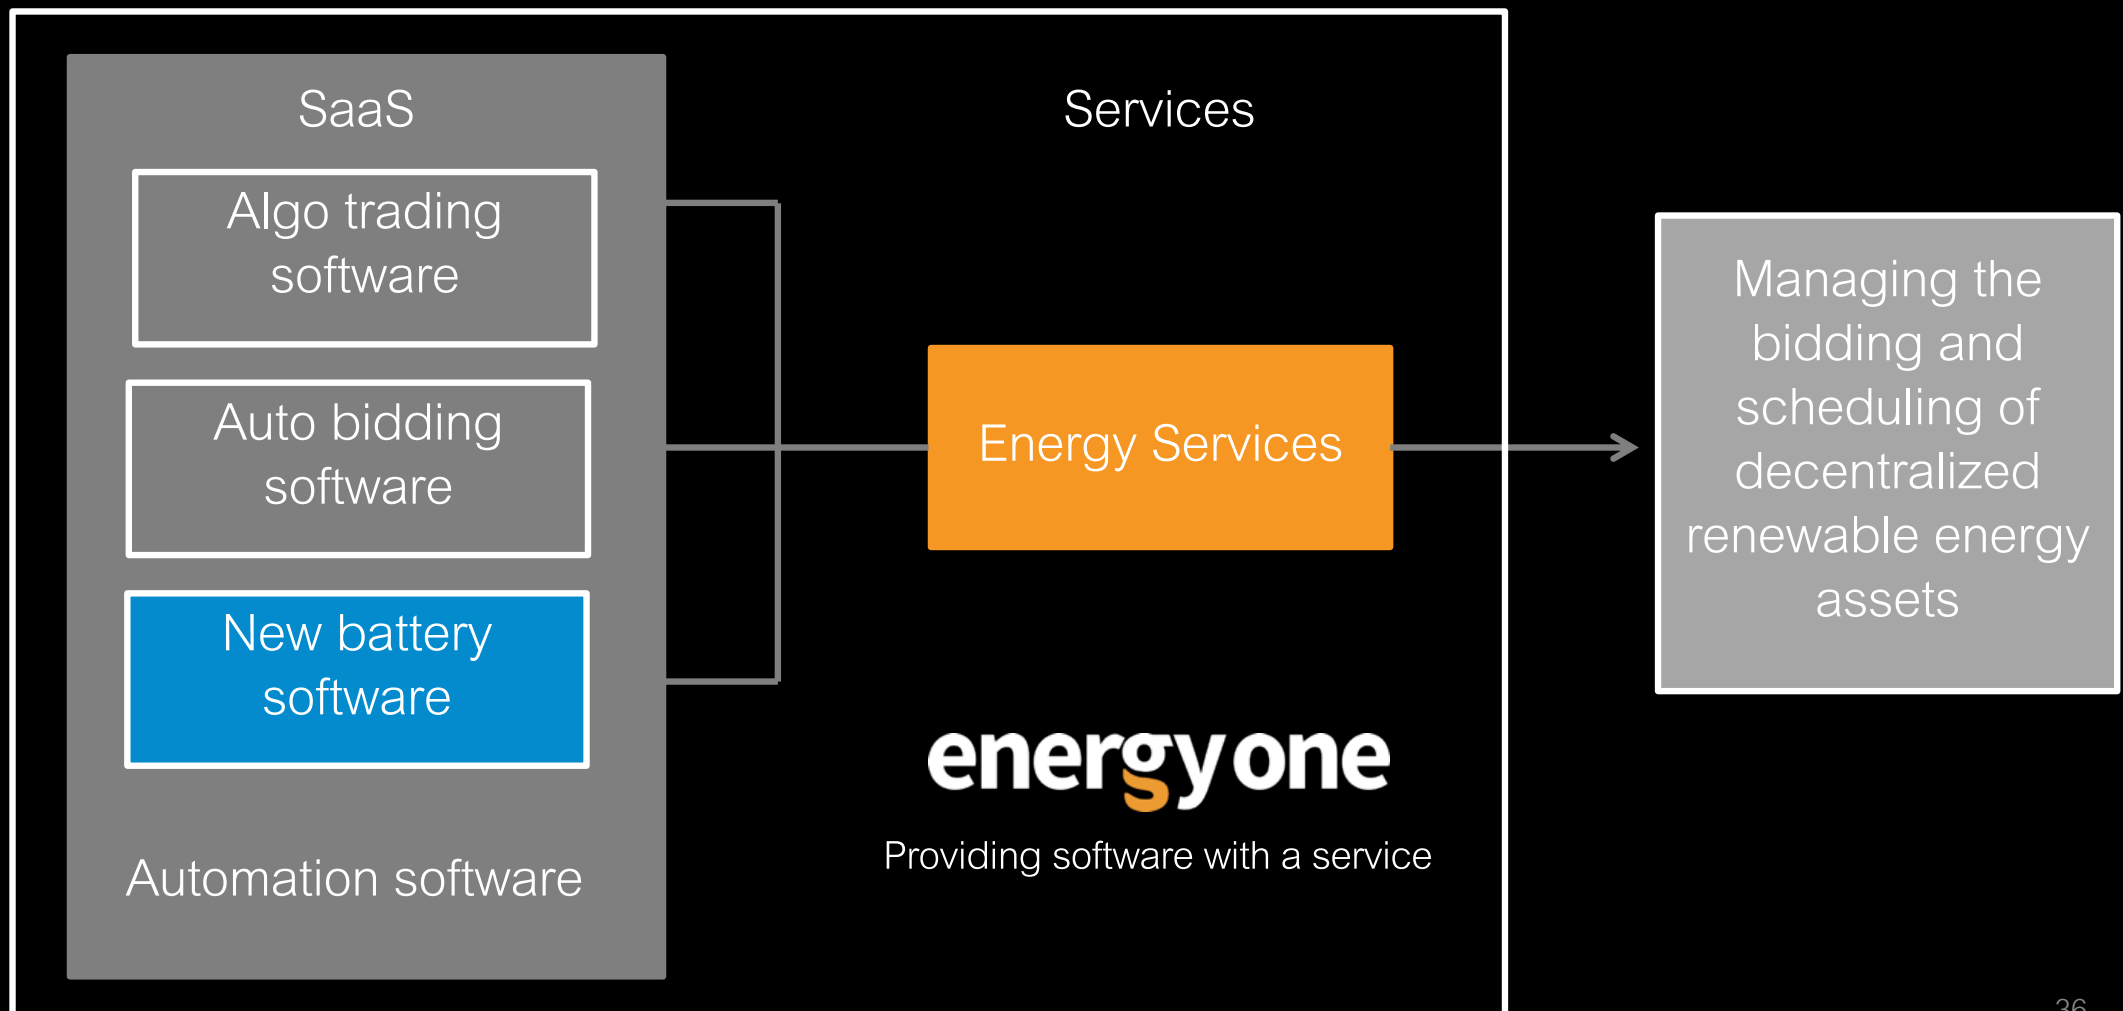 SaaS
Algo trading
software
Auto bidding
software
New battery
software
Automation software
Services
Energy Services
energyone
Providing software with a service
Managing the
bidding and
scheduling of
decentralized
renewable energy
assets
36